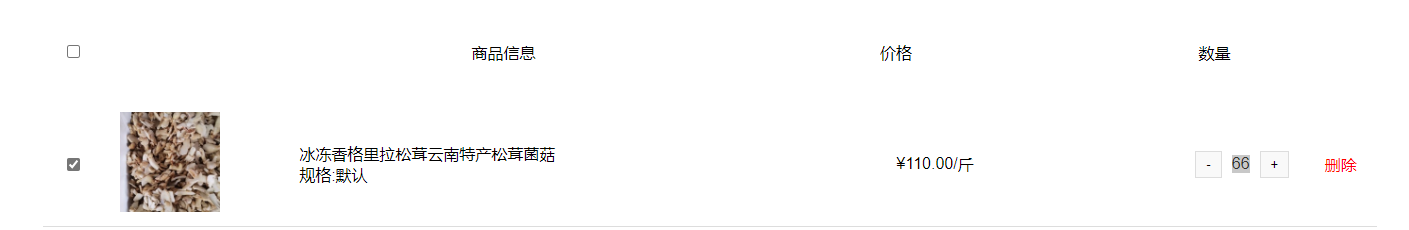 商品信息 价格 数量
冰冻香格里拉松茸云南特产松茸菌菇
规格:默认
¥110.00/斤
- 66 +
删除